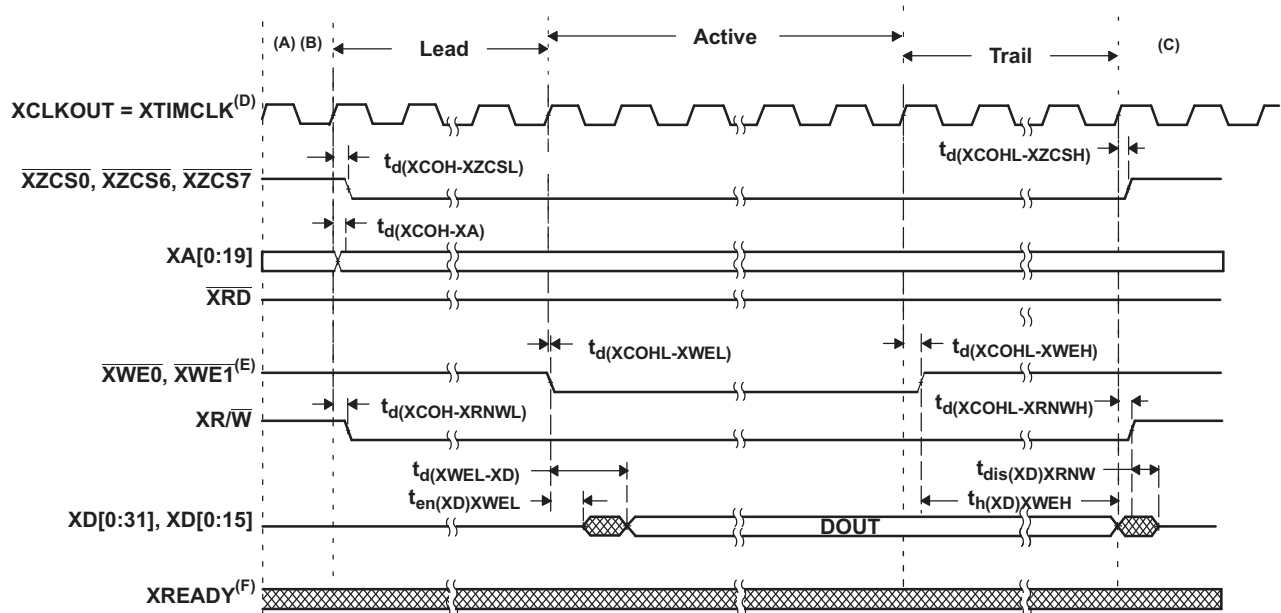 (A) (B)
Lead
Active
Trail
(C)
XCLKOUT = XTIMCLK(D)
td(XCOH-XZCSL)
td(XCOHL-XZCSH)
XZCS0, XZCS6, XZCS7
td(XCOH-XA)
XA[0:19]
XRD
td(XCOHL-XWEL)
td(XCOHL-XWEH)
XWE0, XWE1(E)
td(XCOH-XRNWL)
td(XCOHL-XRNWH)
XR/W
td(XWEL-XD)
tdis(XD)XRNW
ten(XD)XWEL
th(XD)XWEH
XD[0:31], XD[0:15]
DOUT
XREADY(F)